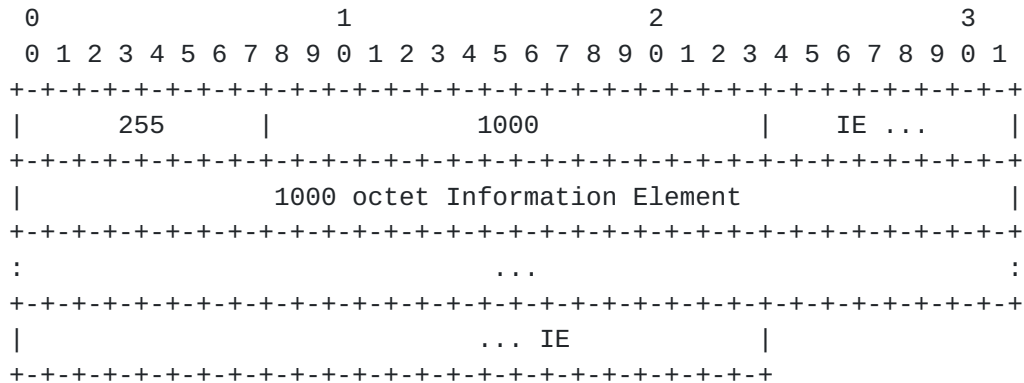 0                   1                   2                   3
 0 1 2 3 4 5 6 7 8 9 0 1 2 3 4 5 6 7 8 9 0 1 2 3 4 5 6 7 8 9 0 1
+-+-+-+-+-+-+-+-+-+-+-+-+-+-+-+-+-+-+-+-+-+-+-+-+-+-+-+-+-+-+-+-+
|      255      |             1000              |    IE ...     |
+-+-+-+-+-+-+-+-+-+-+-+-+-+-+-+-+-+-+-+-+-+-+-+-+-+-+-+-+-+-+-+-+
|                1000 octet Information Element                 |
+-+-+-+-+-+-+-+-+-+-+-+-+-+-+-+-+-+-+-+-+-+-+-+-+-+-+-+-+-+-+-+-+
:                              ...                              :
+-+-+-+-+-+-+-+-+-+-+-+-+-+-+-+-+-+-+-+-+-+-+-+-+-+-+-+-+-+-+-+-+
|                             ... IE            |
+-+-+-+-+-+-+-+-+-+-+-+-+-+-+-+-+-+-+-+-+-+-+-+-+